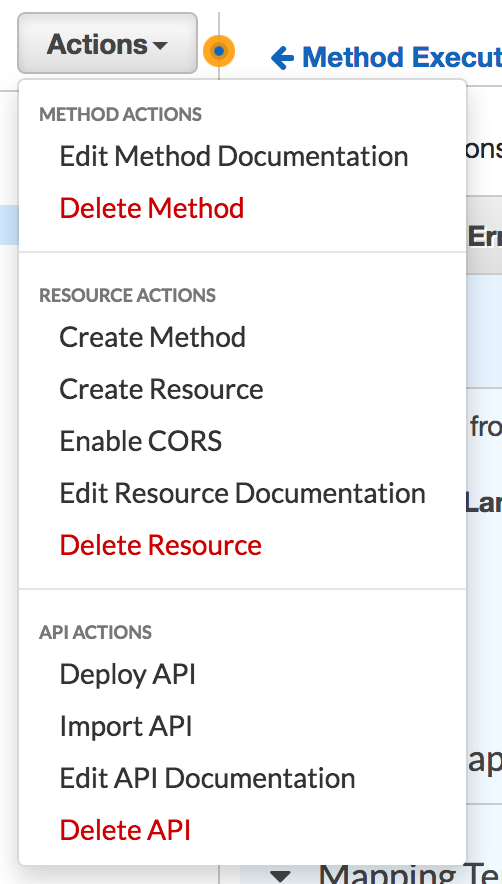 Actions
Method Execut
METHOD ACTIONS
Edit Method Documentation
ons
Delete Method
Err
RESOURCE ACTIONS
Create Method
Create Resource
fro
Enable CORS
Edit Resource Documentation
Lar
Delete Resource
API ACTIONS
Deploy API
Import API
ap
Edit API Documentation
Delete API
Mapping Te